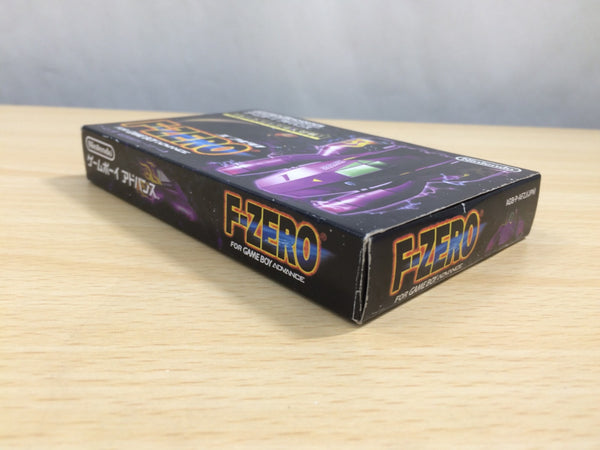 F-ZERO
Nintendo
Nintendo
ゲームボーイ アドバンス
F-ZERO
FOR GAME BOY ADVANCE
F-ZERO
FOR GAME BOY ADVANCE